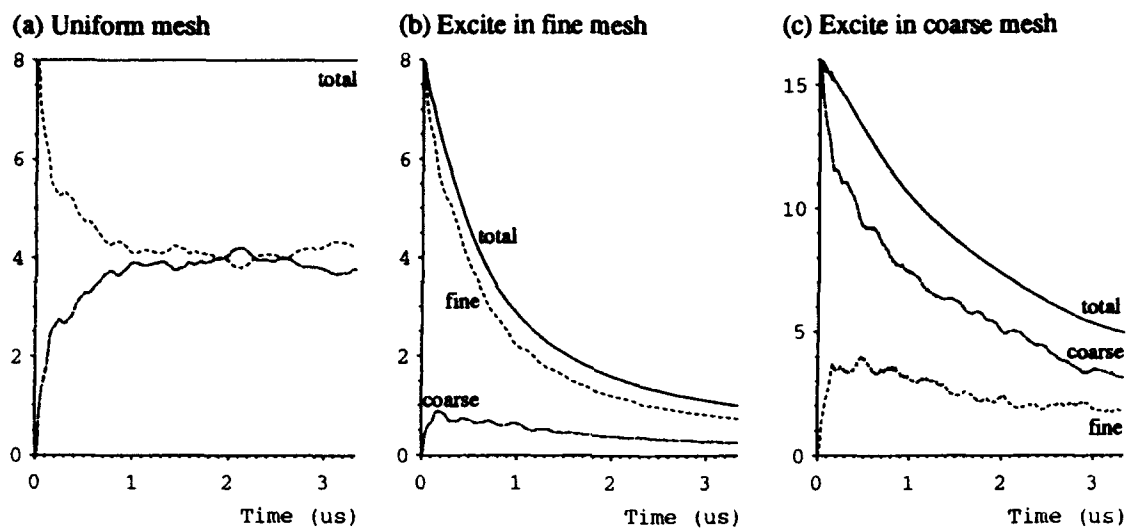 (a) Uniform mesh
(b) Excite in fine mesh
(c) Excite in coarse mesh
8
total
6
4
2
0
0 1 2 3
Time (us)
8
6
4
2
0
total
fine
coarse
0 1 2 3
Time (us)
15
10
5
0
total
coarse
fine
0 1 2 3
Time (us)